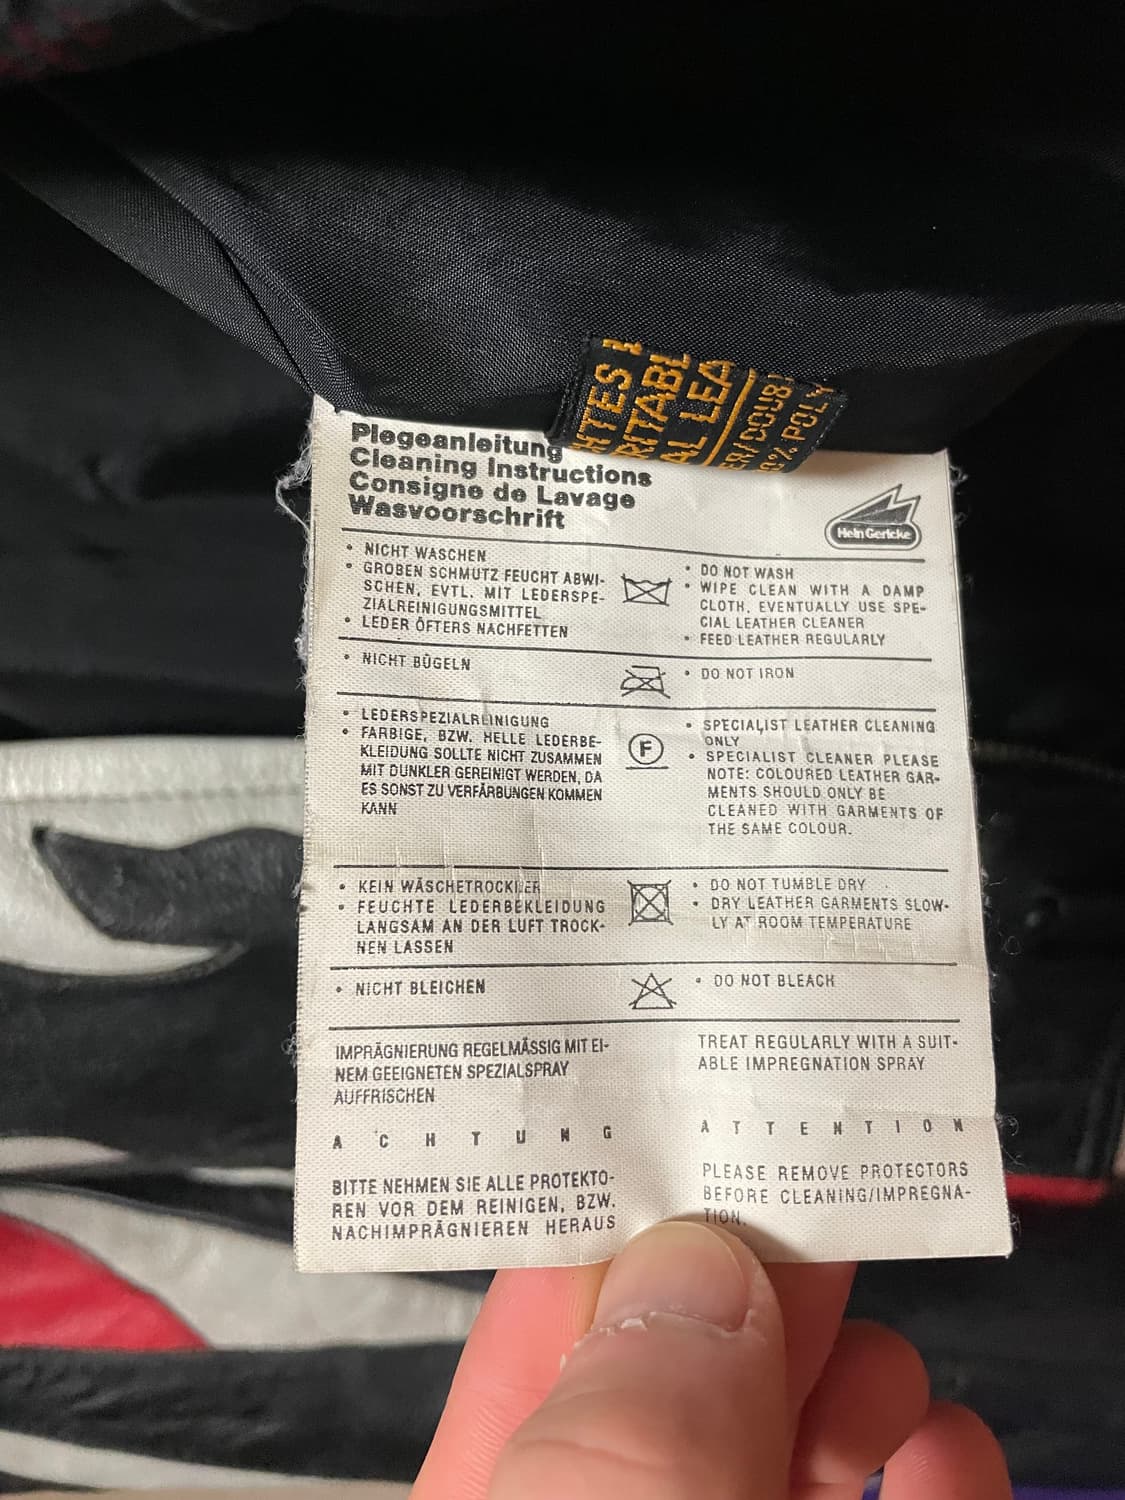 HTES
RITABL
AL LEA
% POLY
Plegeanleitung
Cleaning Instructions
Consigne de Lavage
Wasvoorschrift
Hein Gericke
• NICHT WASCHEN
• GROBEN SCHMUTZ FEUCHT ABWI-
SCHEN, EVTL. MIT LEDERSPE-
ZIALREINIGUNGSMITTEL
• LEDER ÖFTERS NACHFETTEN
• DO NOT WASH
• WIPE CLEAN WITH A DAMP
CLOTH, EVENTUALLY USE SPE-
CIAL LEATHER CLEANER
• FEED LEATHER REGULARLY
• NICHT BÜGELN
• DO NOT IRON
• LEDERSPEZIALREINIGUNG
• FARBIGE, BZW. HELLE LEDERBE-
KLEIDUNG SOLLTE NICHT ZUSAMMEN
MIT DUNKLER GEREINIGT WERDEN, DA
ES SONST ZU VERFÄRBUNGEN KOMMEN
KANN
F
• SPECIALIST LEATHER CLEANING
ONLY
• SPECIALIST CLEANER PLEASE
NOTE: COLOURED LEATHER GAR-
MENTS SHOULD ONLY BE
CLEANED WITH GARMENTS OF
THE SAME COLOUR.
• KEIN WÄSCHETROCKNER
• FEUCHTE LEDERBEKLEIDUNG
LANGSAM AN DER LUFT TROCK-
NEN LASSEN
• DO NOT TUMBLE DRY
• DRY LEATHER GARMENTS SLOW-
LY AT ROOM TEMPERATURE
• NICHT BLEICHEN
• DO NOT BLEACH
IMPRÄGNIERUNG REGELMÄSSIG MIT EI-
NEM GEEIGNETEN SPEZIALSPRAY
AUFFRISCHEN
TREAT REGULARLY WITH A SUIT-
ABLE IMPREGNATION SPRAY
A C H T U N G
A T T E N T I O N
BITTE NEHMEN SIE ALLE PROTEKTO-
REN VOR DEM REINIGEN, BZW.
NACHIMPRÄGNIEREN HERAUS
PLEASE REMOVE PROTECTORS
BEFORE CLEANING/IMPREGNA-
TION.